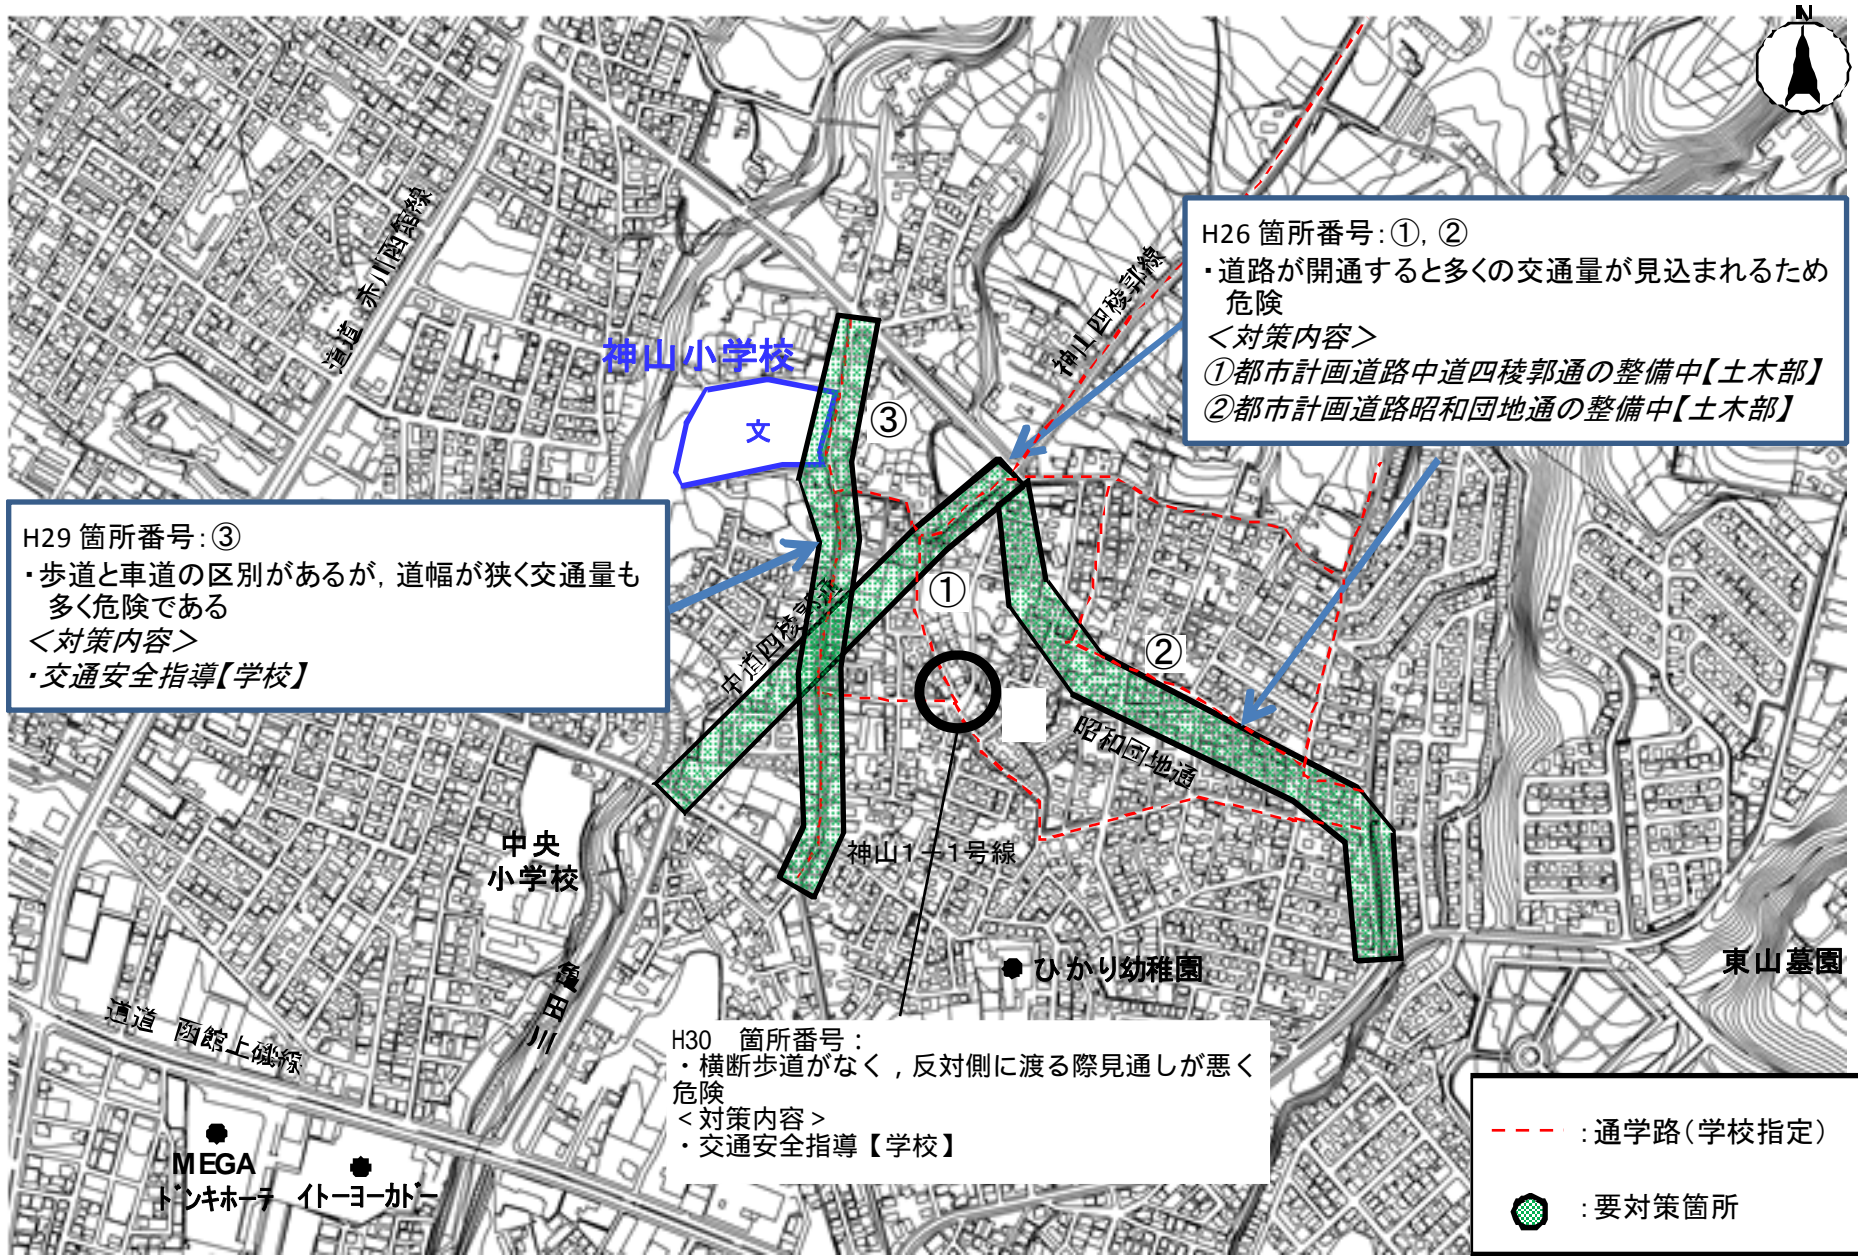 N
道道 赤川函館線
神山四稜郭線
H26 箇所番号：①，②
・道路が開通すると多くの交通量が見込まれるため
危険
＜対策内容＞
①都市計画道路中道四稜郭通の整備中【土木部】
②都市計画道路昭和団地通の整備中【土木部】
神山小学校
文
③
H29 箇所番号：③
・歩道と車道の区別があるが，道幅が狭く交通量も
多く危険である
＜対策内容＞
・交通安全指導【学校】
①
中道四稜郭通
②
昭和団地通
神山１－１号線
中央
小学校
亀田川
ひかり幼稚園
東山墓園
道道 函館上磯線
H30 箇所番号：
・横断歩道がなく，反対側に渡る際見通しが悪く
危険
＜対策内容＞
・交通安全指導【学校】
MEGA
ドンキホーテ
イトーヨーカドー
：通学路（学校指定）
：要対策箇所